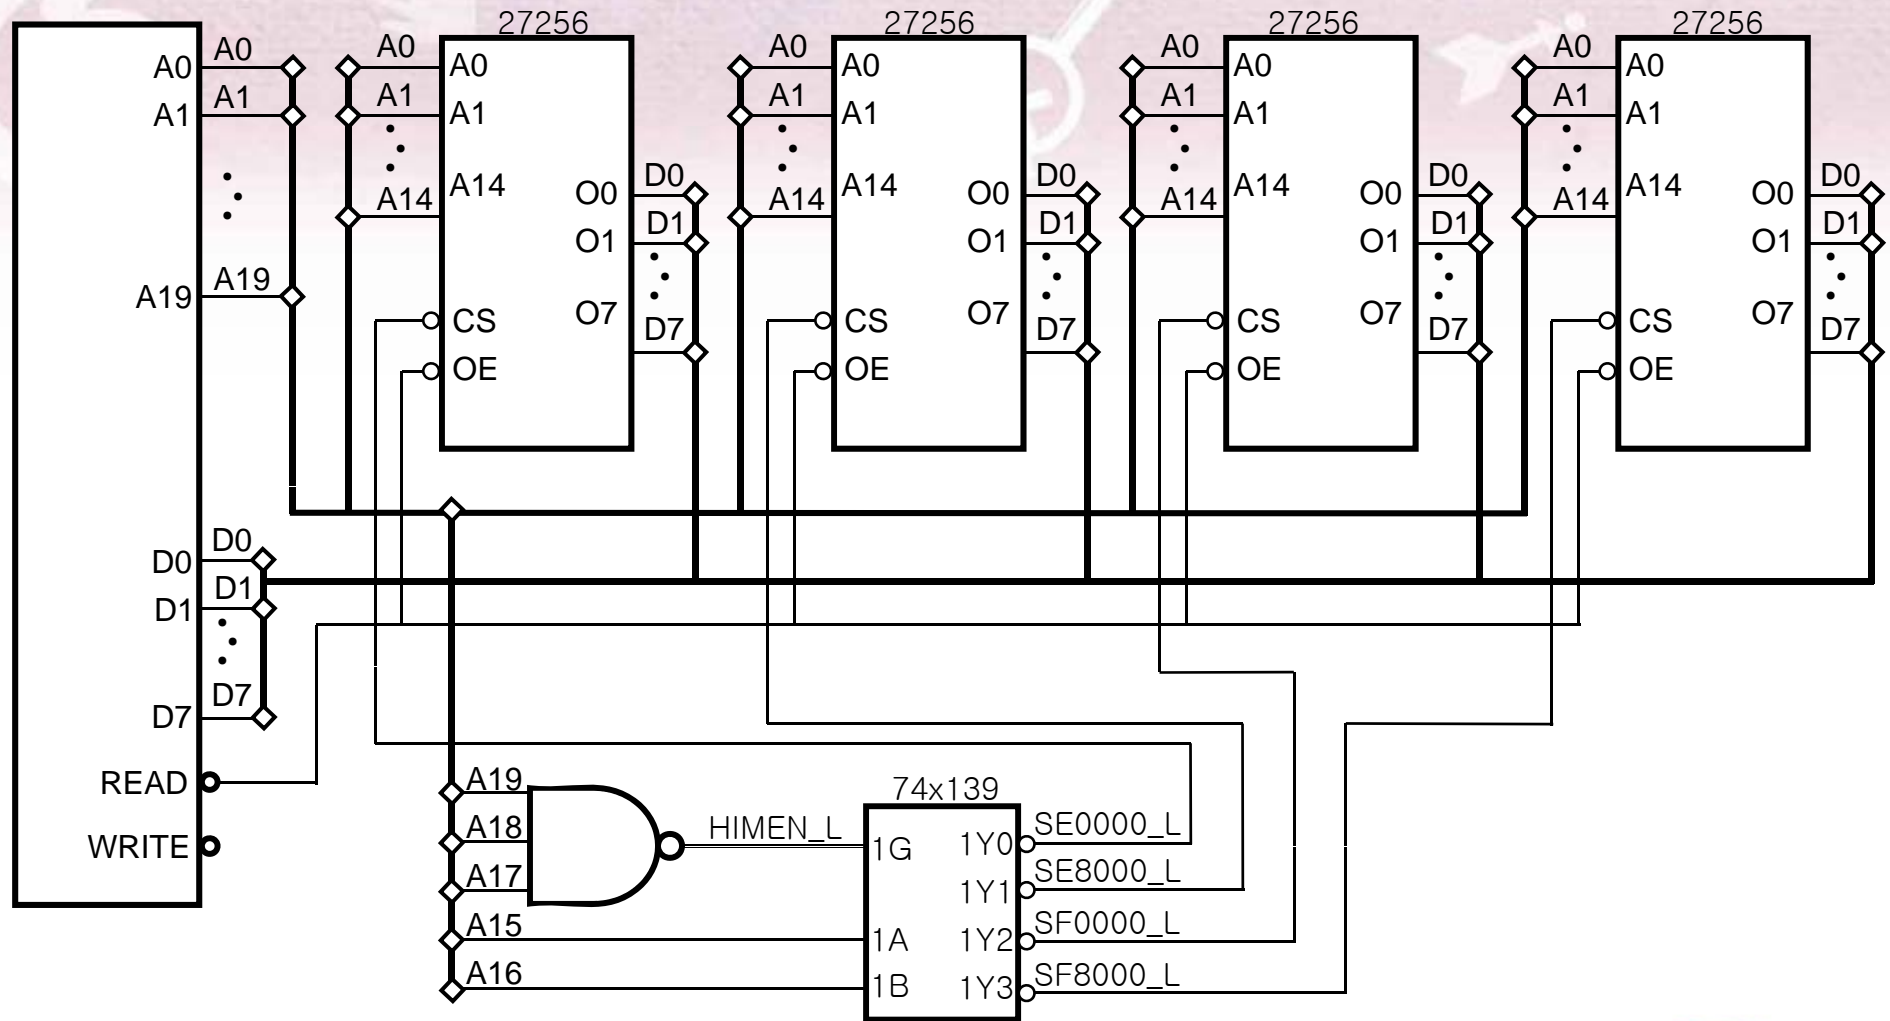 27256 27256 27256 27256
A0 A0 A0 A0 A0 A0 A0 A0 A0 A0
A1 A1 A1 A1 A1 A1 A1 A1 A1 A1
A14 A14 A14 A14
O0 D0 O0 D0 O0 D0 O0 D0
A14 A14 A14 A14
O1 D1 O1 D1 O1 D1 O1 D1
A19 A19
CS O7 CS O7 CS O7 CS O7
D7 D7 D7 D7
OE OE OE OE
D0 D0
D1 D1
D7 D7
READ
WRITE
A19
A18
A17
A15
A16
HIMEN_L
74x139
1G 1Y0 SE0000_L
1Y1 SE8000_L
1A 1Y2 SF0000_L
1B 1Y3 SF8000_L